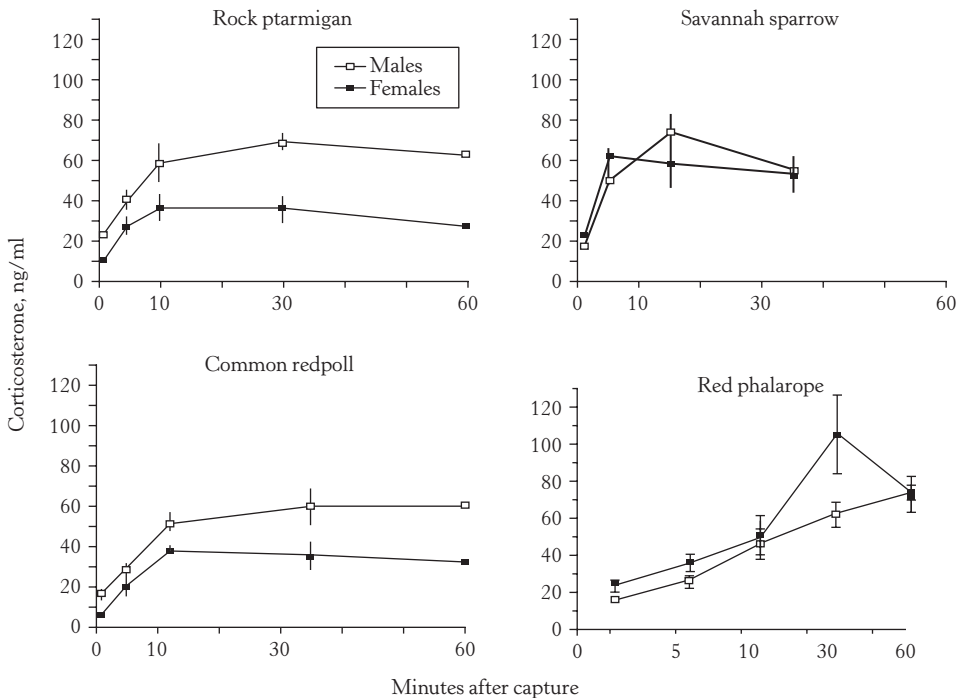 Rock ptarmigan
120
100
80
60
40
20
0
0 10 30 60
Males
Females
Savannah sparrow
120
100
80
60
40
20
0
0 10 30 60
Corticosterone, ng/ml
Common redpoll
120
100
80
60
40
20
0
0 10 30 60
Red phalarope
120
100
80
60
40
20
0
0 5 10 30 60
Minutes after capture